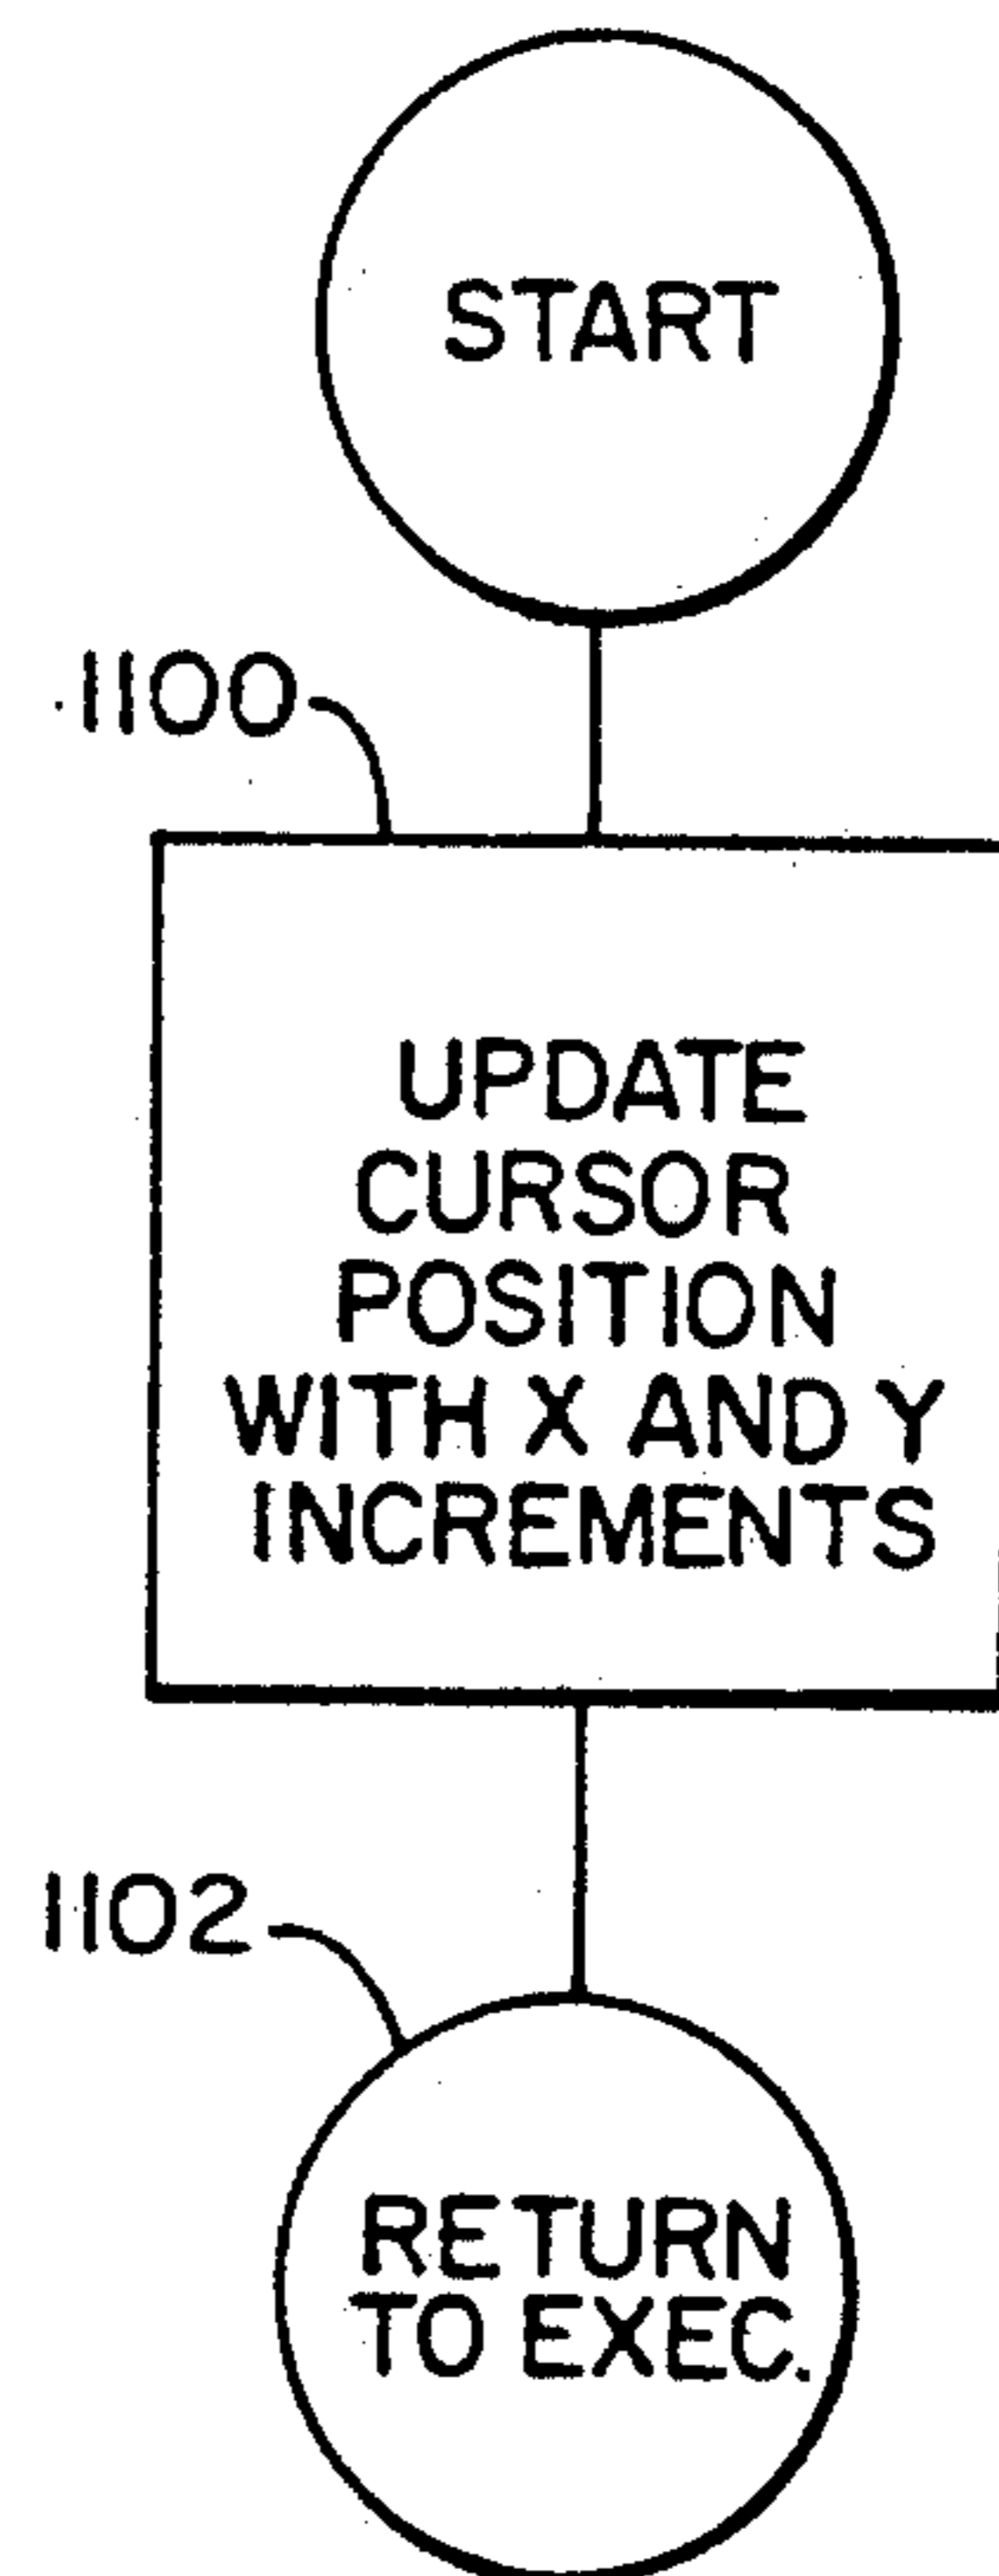 START
1100
UPDATE
CURSOR
POSITION
WITH X AND Y
INCREMENTS
1102
RETURN
TO EXEC.